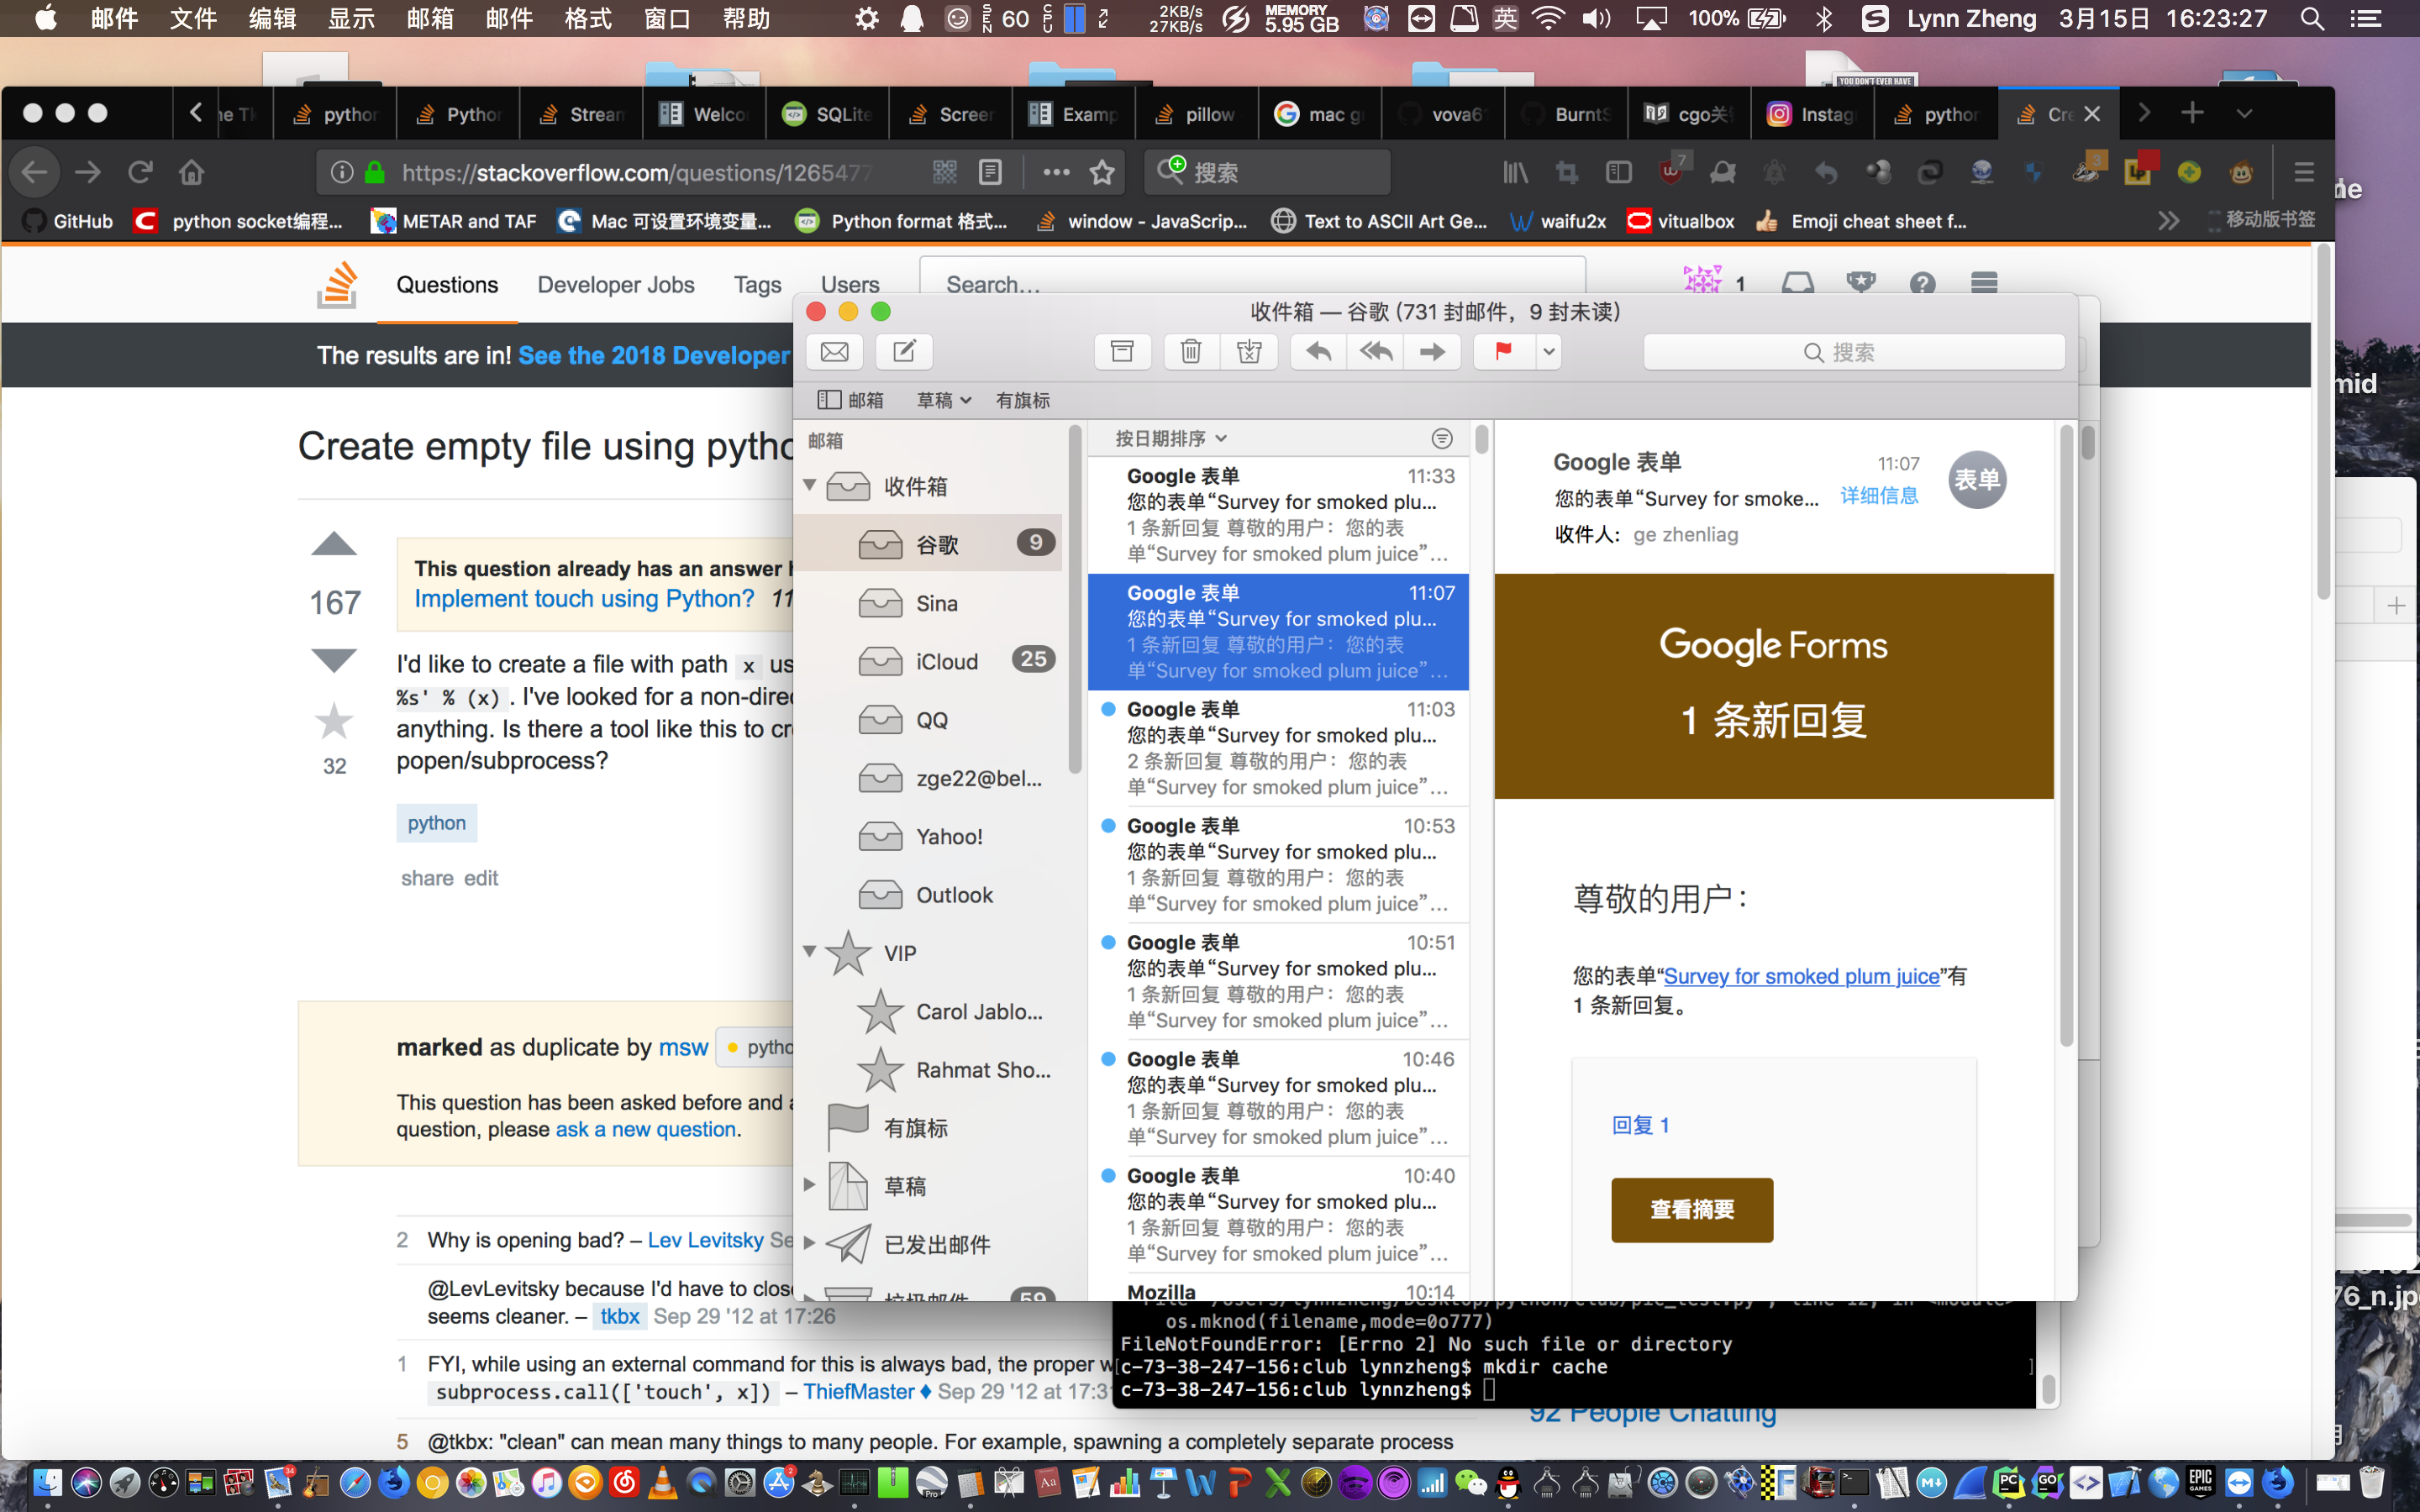 邮件 文件 编辑 显示 邮箱 邮件 格式 窗口 帮助
SEN 60 CPU 2KB/s 27KB/s MEMORY 5.95 GB 英 100% Lynn Zheng 3月15日 16:23:27
YOU DON'T EVER HAVE
python Python Stream Welco SQLite Screen Examp pillow mac g vova6 BurntS cgo关 Instag python Cre
https://stackoverflow.com/questions/1265477
搜索
7 3
GitHub python socket编程... METAR and TAF Mac 可设置环境变量... Python format 格式... window - JavaScrip... Text to ASCII Art Ge... waifu2x vitualbox Emoji cheat sheet f... 移动版书签
Questions Developer Jobs Tags Users Search... 1
The results are in! See the 2018 Developer
Create empty file using pytho
167
This question already has an answer h
Implement touch using Python? 11
I'd like to create a file with path x us
%s' % (x) . I've looked for a non-dire
anything. Is there a tool like this to cr
popen/subprocess?
32
python
share edit
marked as duplicate by msw pytho
This question has been asked before and a
question, please ask a new question.
2 Why is opening bad? – Lev Levitsky Se
@LevLevitsky because I'd have to close
seems cleaner. – tkbx Sep 29 '12 at 17:26
1 FYI, while using an external command for this is always bad, the proper w
subprocess.call(['touch', x]) – ThiefMaster ♦ Sep 29 '12 at 17:31
5 @tkbx: "clean" can mean many things to many people. For example, spawning a completely separate process
收件箱 — 谷歌 (731 封邮件，9 封未读)
搜索
邮箱 草稿 有旗标
邮箱
收件箱
谷歌 9
Sina
iCloud 25
QQ
zge22@bel...
Yahoo!
Outlook
VIP
Carol Jablo...
Rahmat Sho...
有旗标
草稿
已发出邮件
垃圾邮件 59
按日期排序
Google 表单 11:33
您的表单“Survey for smoked plu...
1 条新回复 尊敬的用户：您的表
单“Survey for smoked plum juice”...
Google 表单 11:07
您的表单“Survey for smoked plu...
1 条新回复 尊敬的用户：您的表
单“Survey for smoked plum juice”...
Google 表单 11:03
您的表单“Survey for smoked plu...
2 条新回复 尊敬的用户：您的表
单“Survey for smoked plum juice”...
Google 表单 10:53
您的表单“Survey for smoked plu...
1 条新回复 尊敬的用户：您的表
单“Survey for smoked plum juice”...
Google 表单 10:51
您的表单“Survey for smoked plu...
1 条新回复 尊敬的用户：您的表
单“Survey for smoked plum juice”...
Google 表单 10:46
您的表单“Survey for smoked plu...
1 条新回复 尊敬的用户：您的表
单“Survey for smoked plum juice”...
Google 表单 10:40
您的表单“Survey for smoked plu...
1 条新回复 尊敬的用户：您的表
单“Survey for smoked plum juice”...
Mozilla 10:14
Google 表单 11:07
您的表单“Survey for smoke... 详细信息
收件人： ge zhenliag
表单
Google Forms
1 条新回复
尊敬的用户：
您的表单“Survey for smoked plum juice”有
1 条新回复。
回复 1
查看摘要
os.mknod(filename,mode=0o777)
FileNotFoundError: [Errno 2] No such file or directory
[c-73-38-247-156:club lynnzheng$ mkdir cache ]
c-73-38-247-156:club lynnzheng$
92 People Chatting
de
mid
76_n.jp
34 2